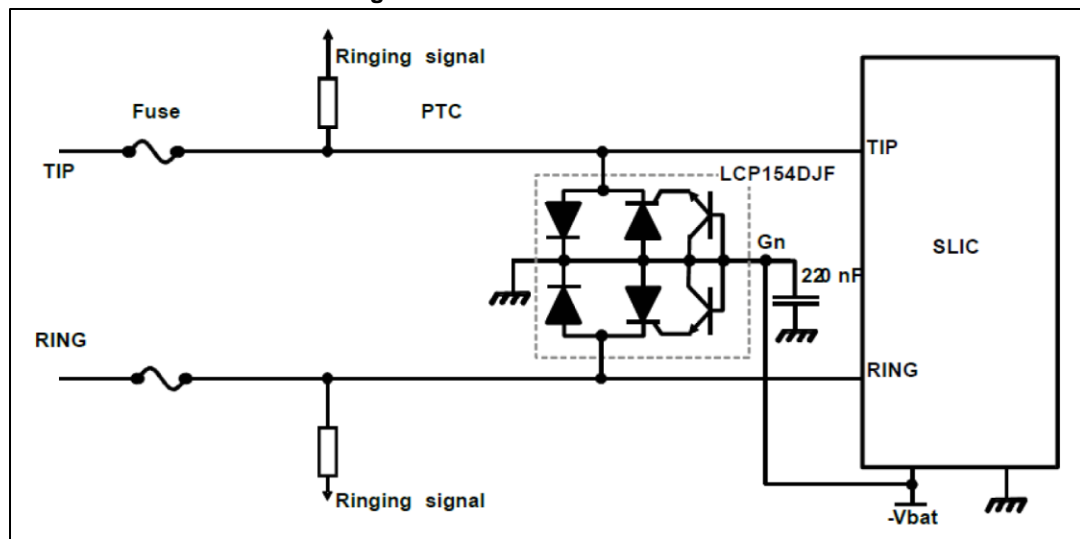 Ringing signal
Fuse
PTC
TIP
TIP
LCP154DJF
Gn
SLIC
220 nF
RING
RING
Ringing signal
-Vbat